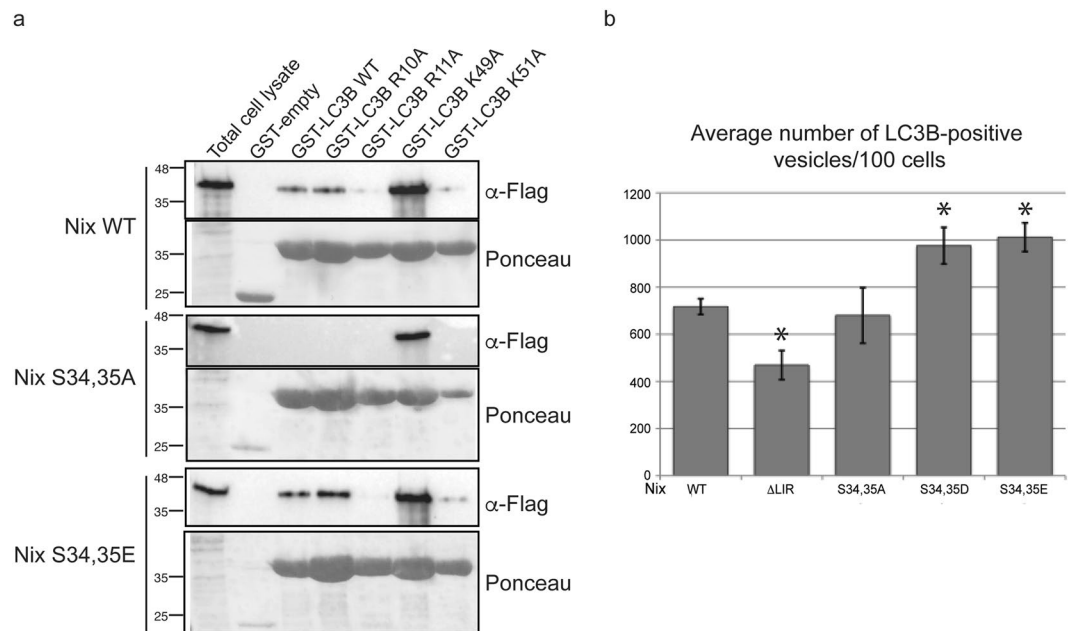 a
Total cell lysate
GST-empty
GST-LC3B WT
GST-LC3B R10A
GST-LC3B R11A
GST-LC3B K49A
GST-LC3B K51A
Nix WT
48
35
α-Flag
35
25
Ponceau
Nix S34,35A
48
35
α-Flag
35
25
Ponceau
Nix S34,35E
48
35
α-Flag
35
25
Ponceau
b
Average number of LC3B-positive
vesicles/100 cells
1200
1000
800
600
400
200
0
* * *
Nix WT ΔLIR S34,35A S34,35D S34,35E